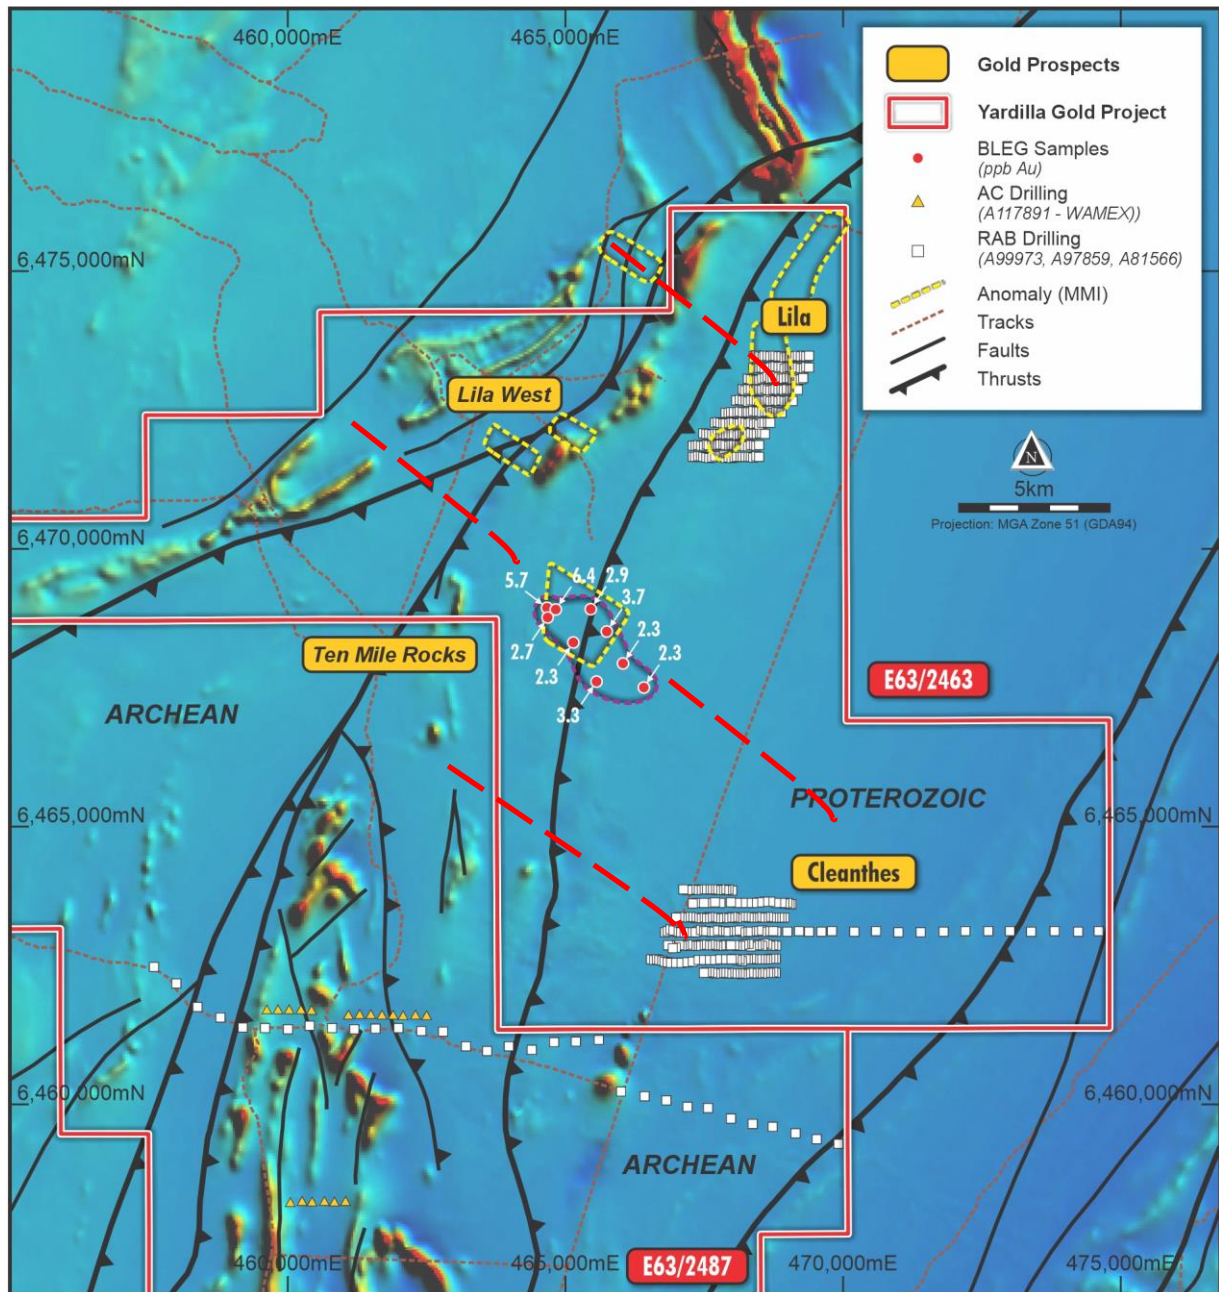 460,000mE
465,000mE
Gold Prospects
Yardilla Gold Project
BLEG Samples
(ppb Au)
AC Drilling
(A117891 - WAMEX))
RAB Drilling
(A99973, A97859, A81566)
Anomaly (MMI)
Tracks
Faults
Thrusts
6,475,000mN
Lila
Lila West
N
5km
Projection: MGA Zone 51 (GDA94)
6,470,000mN
5.7
6.4
2.9
3.7
2.7
2.3
2.3
2.3
3.3
Ten Mile Rocks
E63/2463
ARCHEAN
PROTEROZOIC
6,465,000mN
6,465,000mN
Cleanthes
6,460,000mN
6,460,000mN
ARCHEAN
460,000mE
465,000mE
E63/2487
470,000mE
475,000mE